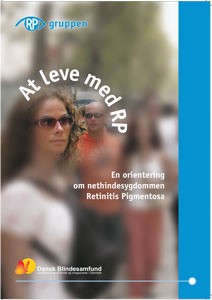 RP gruppen
At leve med RP
En orientering
om nethindesygdommen
Retinitis Pigmentosa
Dansk Blindesamfund